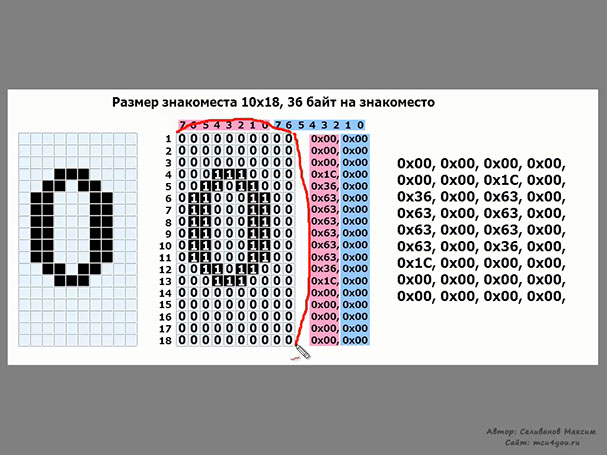 Размер знакоместа 10x18, 36 байт на знакоместо
7 6 5 4 3 2 1 0 7 6 5 4 3 2 1 0
1 0 0 0 0 0 0 0 0 0 0 0x00, 0x00
2 0 0 0 0 0 0 0 0 0 0 0x00, 0x00
3 0 0 0 0 0 0 0 0 0 0 0x00, 0x00
4 0 0 0 1 1 1 0 0 0 0 0x1C, 0x00
5 0 0 1 1 0 1 1 0 0 0 0x36, 0x00
6 0 1 1 0 0 0 1 1 0 0 0x63, 0x00
7 0 1 1 0 0 0 1 1 0 0 0x63, 0x00
8 0 1 1 0 0 0 1 1 0 0 0x63, 0x00
9 0 1 1 0 0 0 1 1 0 0 0x63, 0x00
10 0 1 1 0 0 0 1 1 0 0 0x63, 0x00
11 0 1 1 0 0 0 1 1 0 0 0x63, 0x00
12 0 0 1 1 0 1 1 0 0 0 0x36, 0x00
13 0 0 0 1 1 1 0 0 0 0 0x1C, 0x00
14 0 0 0 0 0 0 0 0 0 0 0x00, 0x00
15 0 0 0 0 0 0 0 0 0 0 0x00, 0x00
16 0 0 0 0 0 0 0 0 0 0 0x00, 0x00
17 0 0 0 0 0 0 0 0 0 0 0x00, 0x00
18 0 0 0 0 0 0 0 0 0 0 0x00, 0x00
0x00, 0x00, 0x00, 0x00,
0x00, 0x00, 0x1C, 0x00,
0x36, 0x00, 0x63, 0x00,
0x63, 0x00, 0x63, 0x00,
0x63, 0x00, 0x63, 0x00,
0x63, 0x00, 0x36, 0x00,
0x1C, 0x00, 0x00, 0x00,
0x00, 0x00, 0x00, 0x00,
0x00, 0x00, 0x00, 0x00,
Автор: Селиванов Максим
Сайт: mcu4you.ru